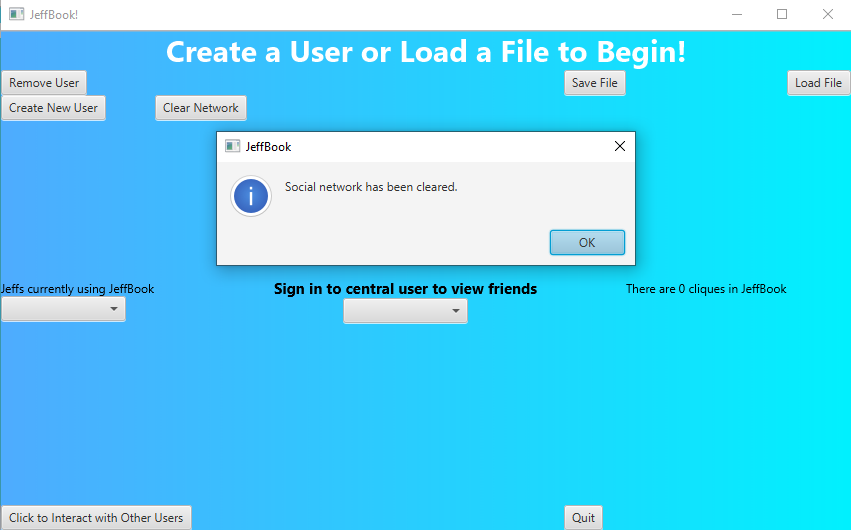 JeffBook!
Create a User or Load a File to Begin!
Remove User
Save File
Load File
Create New User
Clear Network
JeffBook
i
Social network has been cleared.
OK
Jeffs currently using JeffBook
Sign in to central user to view friends
There are 0 cliques in JeffBook
Click to Interact with Other Users
Quit